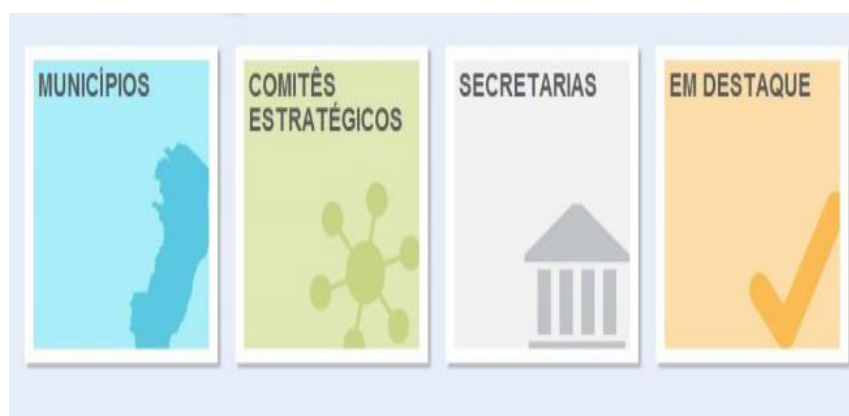 MUNICÍPIOS
COMITÊS
ESTRATÉGICOS
SECRETARIAS
EM DESTAQUE